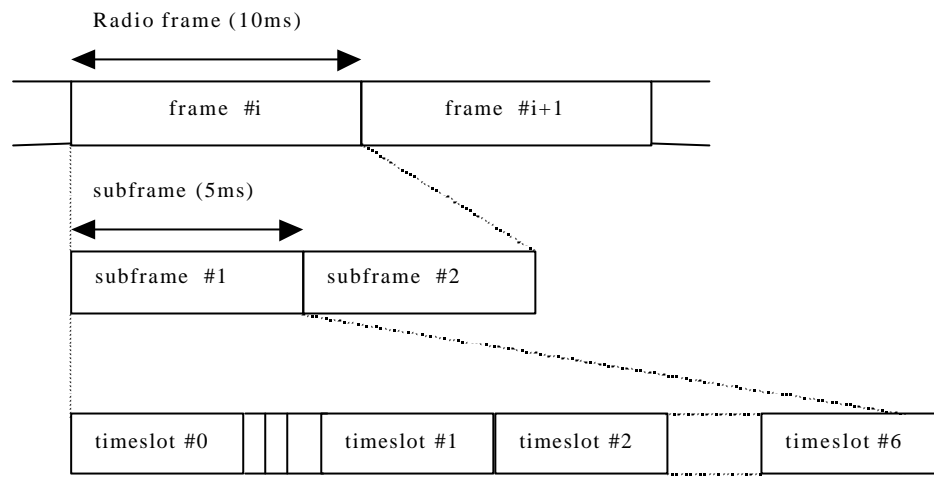 Radio frame (10ms)
frame #i frame #i+1
subframe (5ms)
subframe #1 subframe #2
timeslot #0 timeslot #1 timeslot #2 timeslot #6